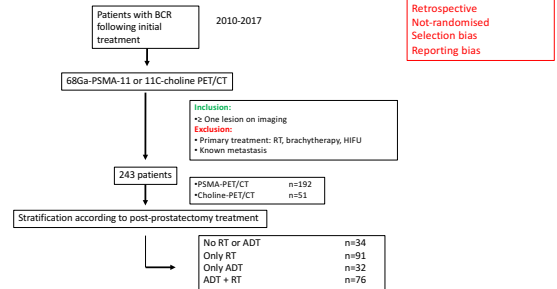 Patients with BCR
following initial
treatment
2010-2017
Retrospective
Not-randomised
Selection bias
Reporting bias
68Ga-PSMA-11 or 11C-choline PET/CT
Inclusion:
•≥ One lesion on imaging
Exclusion:
• Primary treatment: RT, brachytherapy, HIFU
• Known metastasis
243 patients
•PSMA-PET/CT n=192
•Choline-PET/CT n=51
Stratification according to post-prostatectomy treatment
No RT or ADT n=34
Only RT n=91
Only ADT n=32
ADT + RT n=76